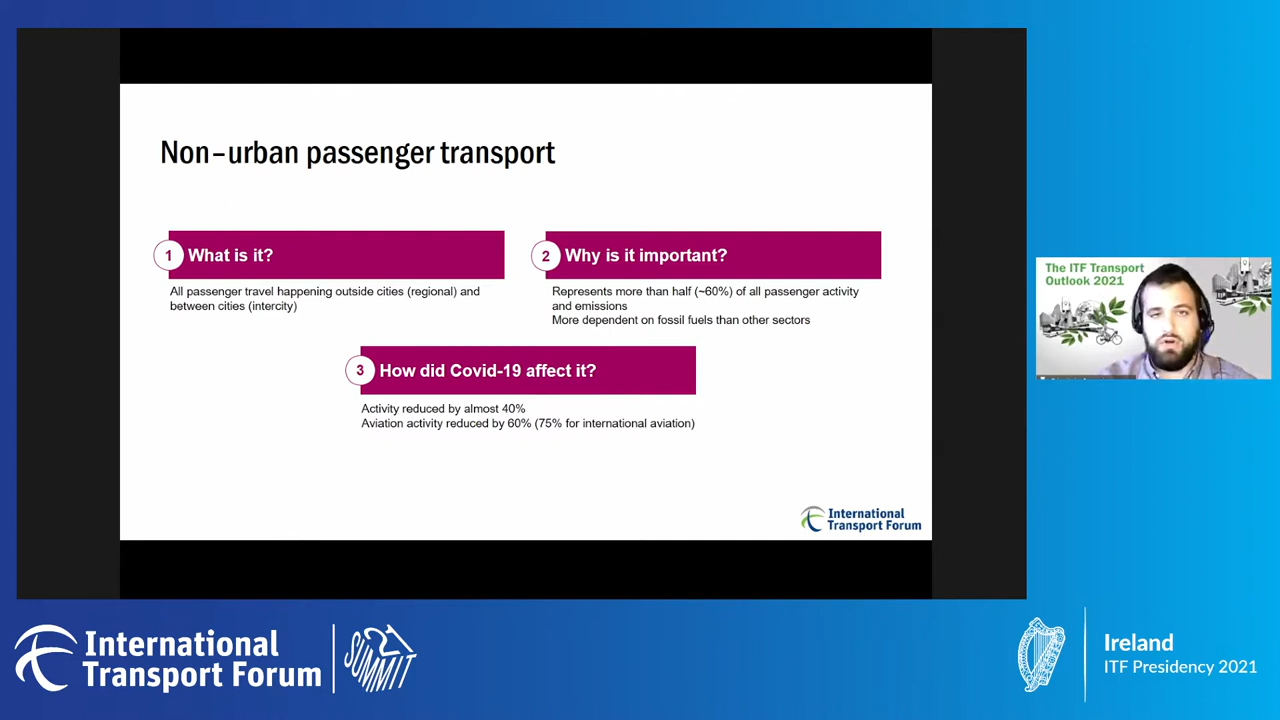 Non-urban passenger transport
1 What is it?
All passenger travel happening outside cities (regional) and
between cities (intercity)
2 Why is it important?
Represents more than half (~60%) of all passenger activity
and emissions
More dependent on fossil fuels than other sectors
3 How did Covid-19 affect it?
Activity reduced by almost 40%
Aviation activity reduced by 60% (75% for international aviation)
International
Transport Forum
The ITF Transport
Outlook 2021
International
Transport Forum
21
SUMMIT
Ireland
ITF Presidency 2021